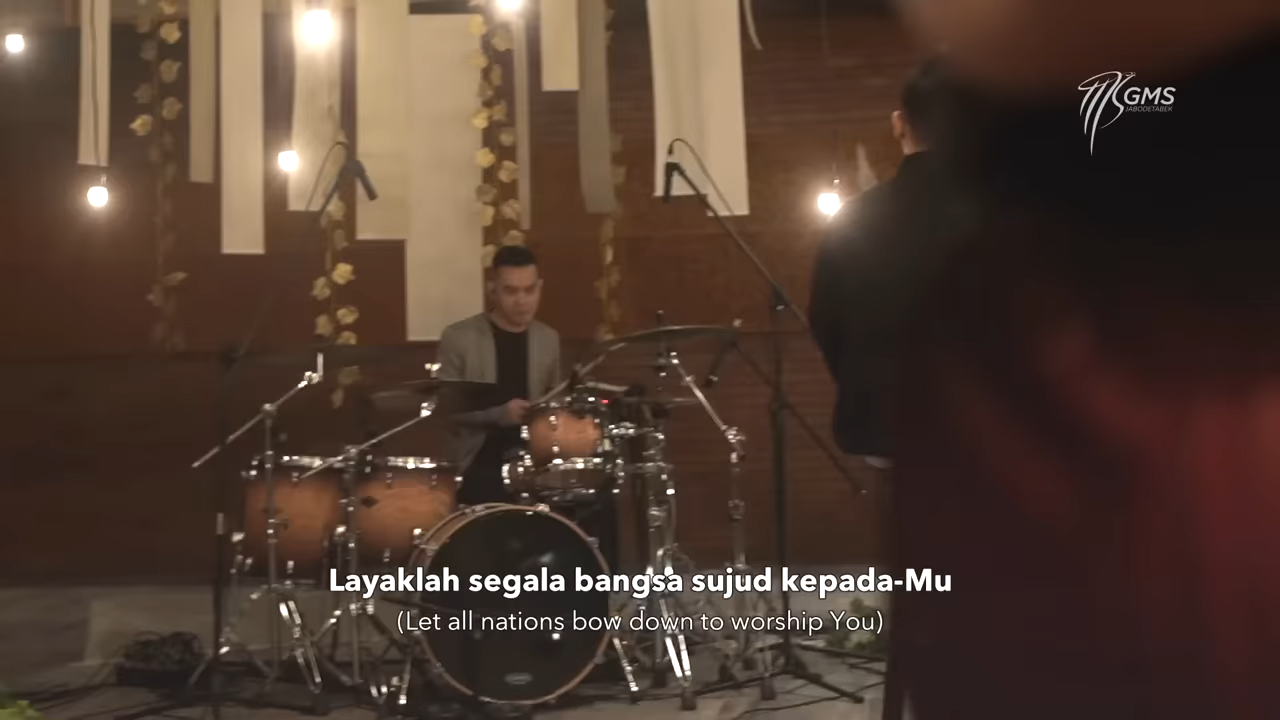 GMS
JABODETABEK
Layaklah segala bangsa sujud kepada-Mu
(Let all nations bow down to worship You)